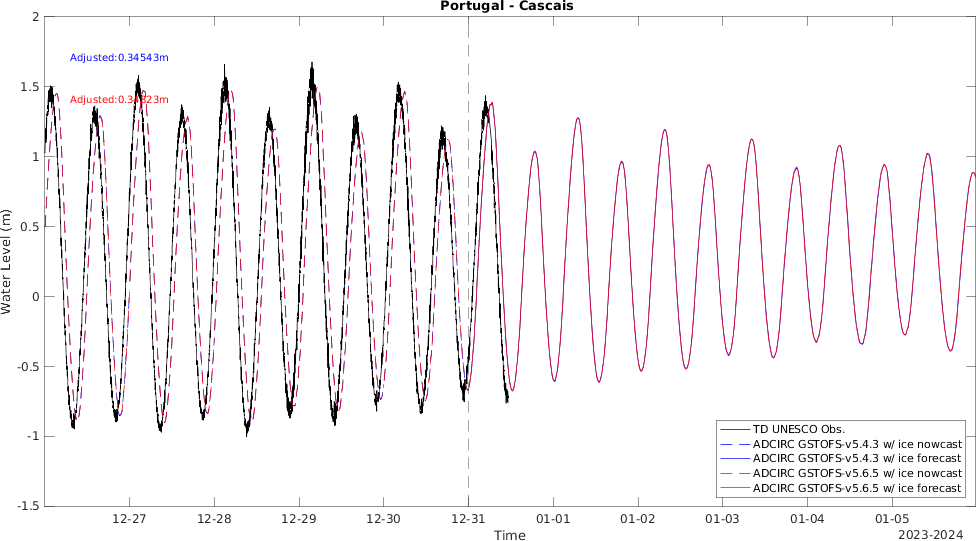 Portugal - Cascais
2
1.5
1
0.5
0
-0.5
-1
-1.5
Water Level (m)
Adjusted:0.34543m
12-27
12-28
12-29
12-30
12-31
01-01
01-02
01-03
01-04
01-05
Time
2023-2024
TD UNESCO Obs.
ADCIRC GSTOFS-v5.4.3 w/ ice nowcast
ADCIRC GSTOFS-v5.4.3 w/ ice forecast
ADCIRC GSTOFS-v5.6.5 w/ ice nowcast
ADCIRC GSTOFS-v5.6.5 w/ ice forecast